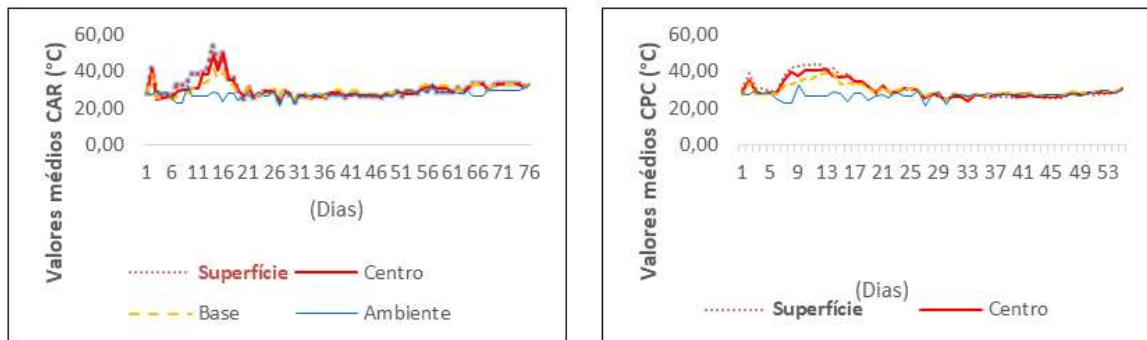 Valores médios CAR (°C)
60,00
40,00
20,00
0,00
1 6 11 16 21 26 31 36 41 46 51 56 61 66 71 76
(Dias)
Superfície Centro
Base Ambiente
Valores médios CPC (°C)
60,00
40,00
20,00
0,00
1 5 9 13 17 21 25 29 33 37 41 45 49 53
(Dias)
Superfície Centro